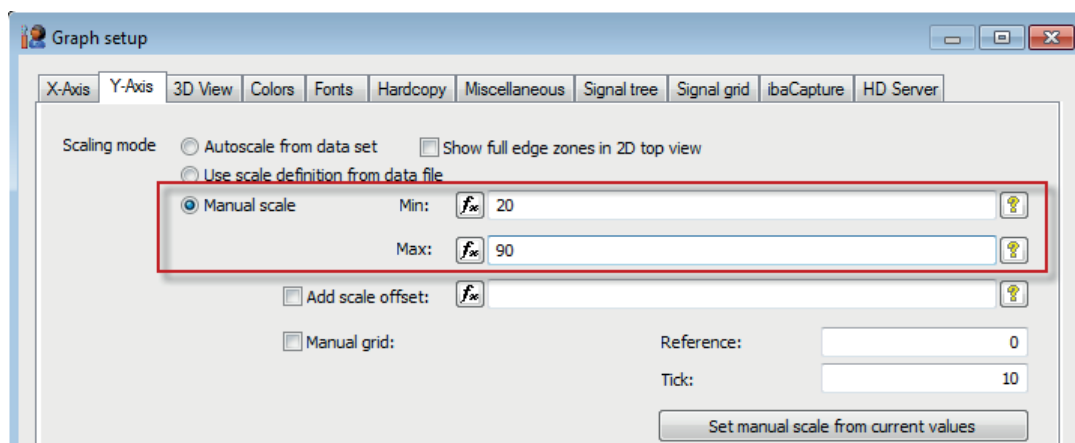 Graph setup
X-Axis Y-Axis 3D View Colors Fonts Hardcopy Miscellaneous Signal tree Signal grid ibaCapture HD Server
Scaling mode Autoscale from data set Show full edge zones in 2D top view
Use scale definition from data file
Manual scale Min: fx 20 ?
Max: fx 90 ?
Add scale offset: fx ?
Manual grid: Reference: 0
Tick: 10
Set manual scale from current values